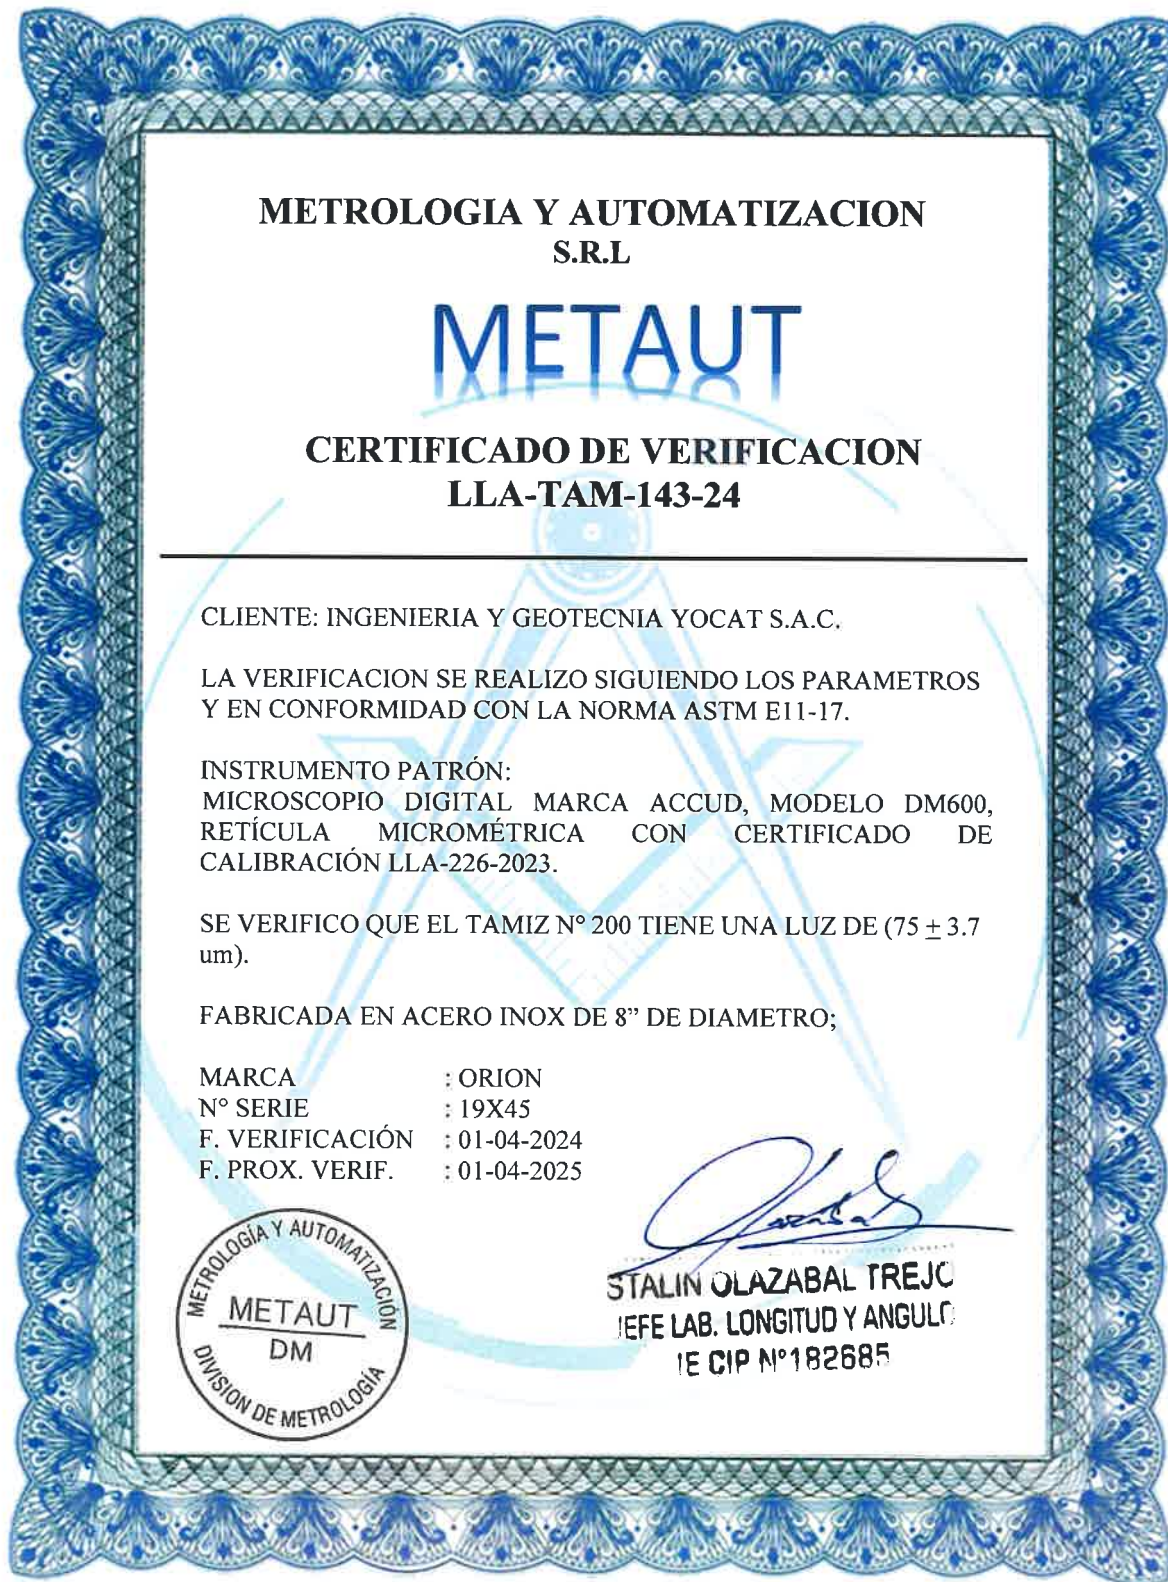 METROLOGIA Y AUTOMATIZACION
S.R.L
METAUT
CERTIFICADO DE VERIFICACION
LLA-TAM-143-24
CLIENTE: INGENIERIA Y GEOTECNIA YOCAT S.A.C.
LA VERIFICACION SE REALIZO SIGUIENDO LOS PARAMETROS
Y EN CONFORMIDAD CON LA NORMA ASTM E11-17.
INSTRUMENTO PATRÓN:
MICROSCOPIO DIGITAL MARCA ACCUD, MODELO DM600,
RETÍCULA MICROMÉTRICA CON CERTIFICADO DE
CALIBRACIÓN LLA-226-2023.
SE VERIFICO QUE EL TAMIZ N° 200 TIENE UNA LUZ DE (75 ± 3.7
um).
FABRICADA EN ACERO INOX DE 8” DE DIAMETRO;
MARCA : ORION
N° SERIE : 19X45
F. VERIFICACIÓN : 01-04-2024
F. PROX. VERIF. : 01-04-2025
METROLOGÍA Y AUTOMATIZACIÓN
METAUT
DM
DIVISION DE METROLOGÍA
STALIN OLAZABAL TREJO
JEFE LAB. LONGITUD Y ANGULO
CIP N°182685